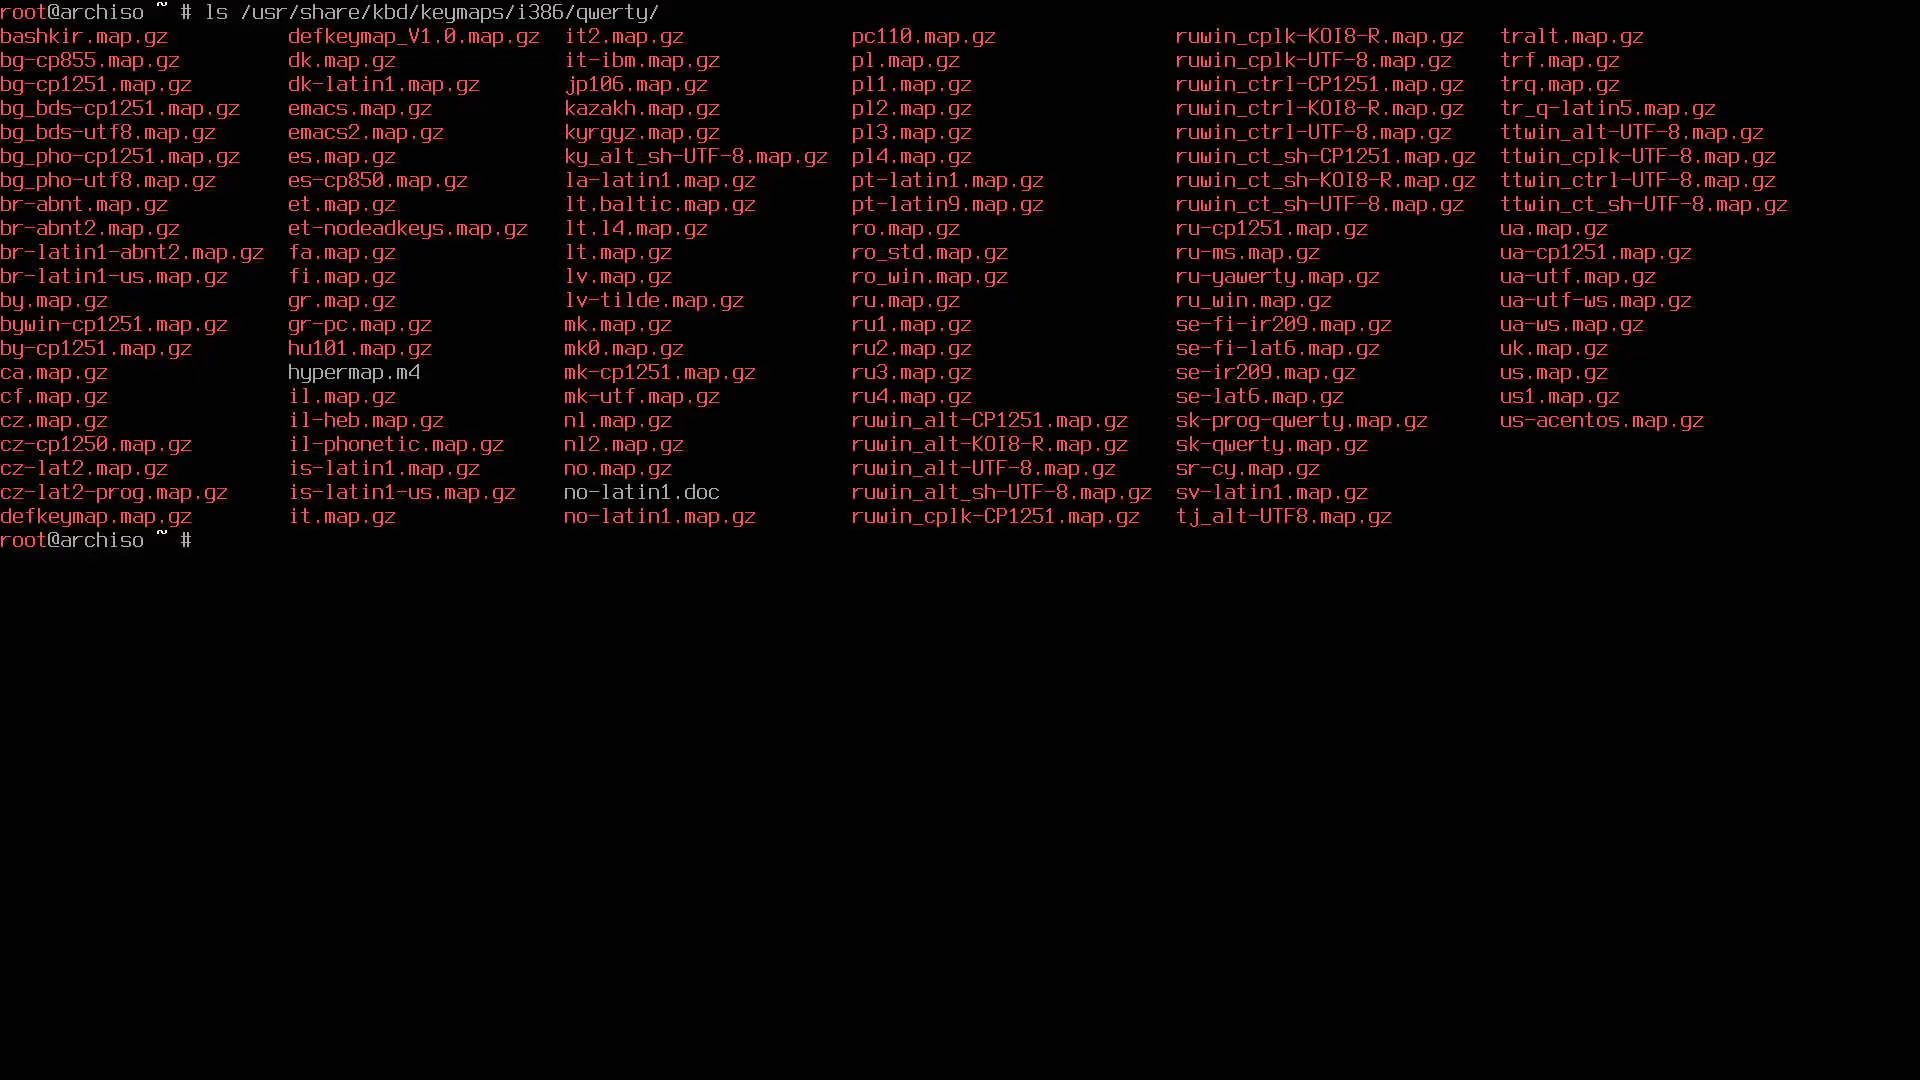 root@archiso ~ # ls /usr/share/kbd/keymaps/i386/qwerty/
bashkir.map.gz defkeymap_V1.0.map.gz it2.map.gz pc110.map.gz ruwin_cplk-KOI8-R.map.gz tralt.map.gz
bg-cp855.map.gz dk.map.gz it-ibm.map.gz pl.map.gz ruwin_cplk-UTF-8.map.gz trf.map.gz
bg-cp1251.map.gz dk-latin1.map.gz jp106.map.gz pl1.map.gz ruwin_ctrl-CP1251.map.gz trq.map.gz
bg_bds-cp1251.map.gz emacs.map.gz kazakh.map.gz pl2.map.gz ruwin_ctrl-KOI8-R.map.gz tr_q-latin5.map.gz
bg_bds-utf8.map.gz emacs2.map.gz kyrgyz.map.gz pl3.map.gz ruwin_ctrl-UTF-8.map.gz ttwin_alt-UTF-8.map.gz
bg_pho-cp1251.map.gz es.map.gz ky_alt_sh-UTF-8.map.gz pl4.map.gz ruwin_ct_sh-CP1251.map.gz ttwin_cplk-UTF-8.map.gz
bg_pho-utf8.map.gz es-cp850.map.gz la-latin1.map.gz pt-latin1.map.gz ruwin_ct_sh-KOI8-R.map.gz ttwin_ctrl-UTF-8.map.gz
br-abnt.map.gz et.map.gz lt.baltic.map.gz pt-latin9.map.gz ruwin_ct_sh-UTF-8.map.gz ttwin_ct_sh-UTF-8.map.gz
br-abnt2.map.gz et-nodeadkeys.map.gz lt.l4.map.gz ro.map.gz ru-cp1251.map.gz ua.map.gz
br-latin1-abnt2.map.gz fa.map.gz lt.map.gz ro_std.map.gz ru-ms.map.gz ua-cp1251.map.gz
br-latin1-us.map.gz fi.map.gz lv.map.gz ro_win.map.gz ru-yawerty.map.gz ua-utf.map.gz
by.map.gz gr.map.gz lv-tilde.map.gz ru.map.gz ru_win.map.gz ua-utf-ws.map.gz
bywin-cp1251.map.gz gr-pc.map.gz mk.map.gz ru1.map.gz se-fi-ir209.map.gz ua-ws.map.gz
by-cp1251.map.gz hu101.map.gz mk0.map.gz ru2.map.gz se-fi-lat6.map.gz uk.map.gz
ca.map.gz hypermap.m4 mk-cp1251.map.gz ru3.map.gz se-ir209.map.gz us.map.gz
cf.map.gz il.map.gz mk-utf.map.gz ru4.map.gz se-lat6.map.gz us1.map.gz
cz.map.gz il-heb.map.gz nl.map.gz ruwin_alt-CP1251.map.gz sk-prog-qwerty.map.gz us-acentos.map.gz
cz-cp1250.map.gz il-phonetic.map.gz nl2.map.gz ruwin_alt-KOI8-R.map.gz sk-qwerty.map.gz
cz-lat2.map.gz is-latin1.map.gz no.map.gz ruwin_alt-UTF-8.map.gz sr-cy.map.gz
cz-lat2-prog.map.gz is-latin1-us.map.gz no-latin1.doc ruwin_alt_sh-UTF-8.map.gz sv-latin1.map.gz
defkeymap.map.gz it.map.gz no-latin1.map.gz ruwin_cplk-CP1251.map.gz tj_alt-UTF8.map.gz
root@archiso ~ #